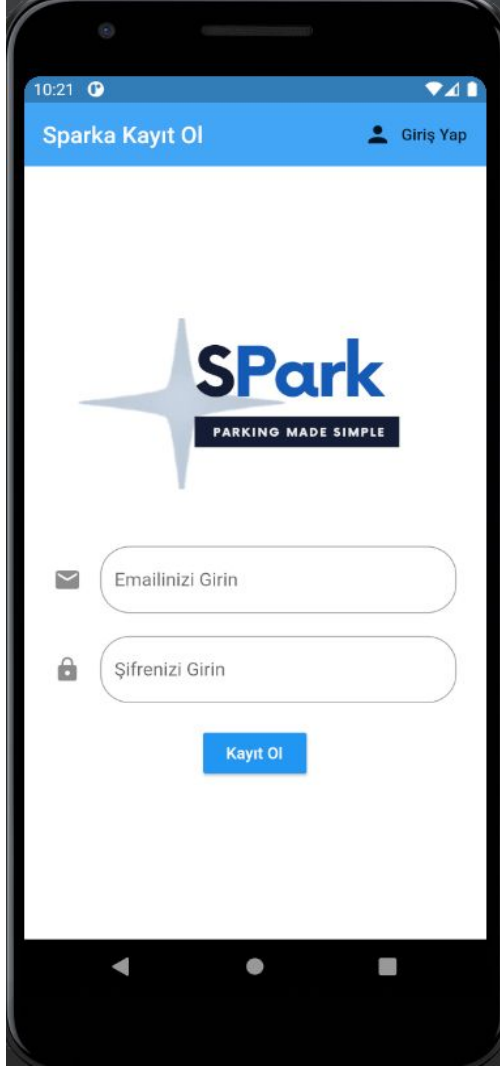 10:21
Sparka Kayıt Ol
Giriş Yap
SPark
PARKING MADE SIMPLE
Emailinizi Girin
Şifrenizi Girin
Kayıt Ol